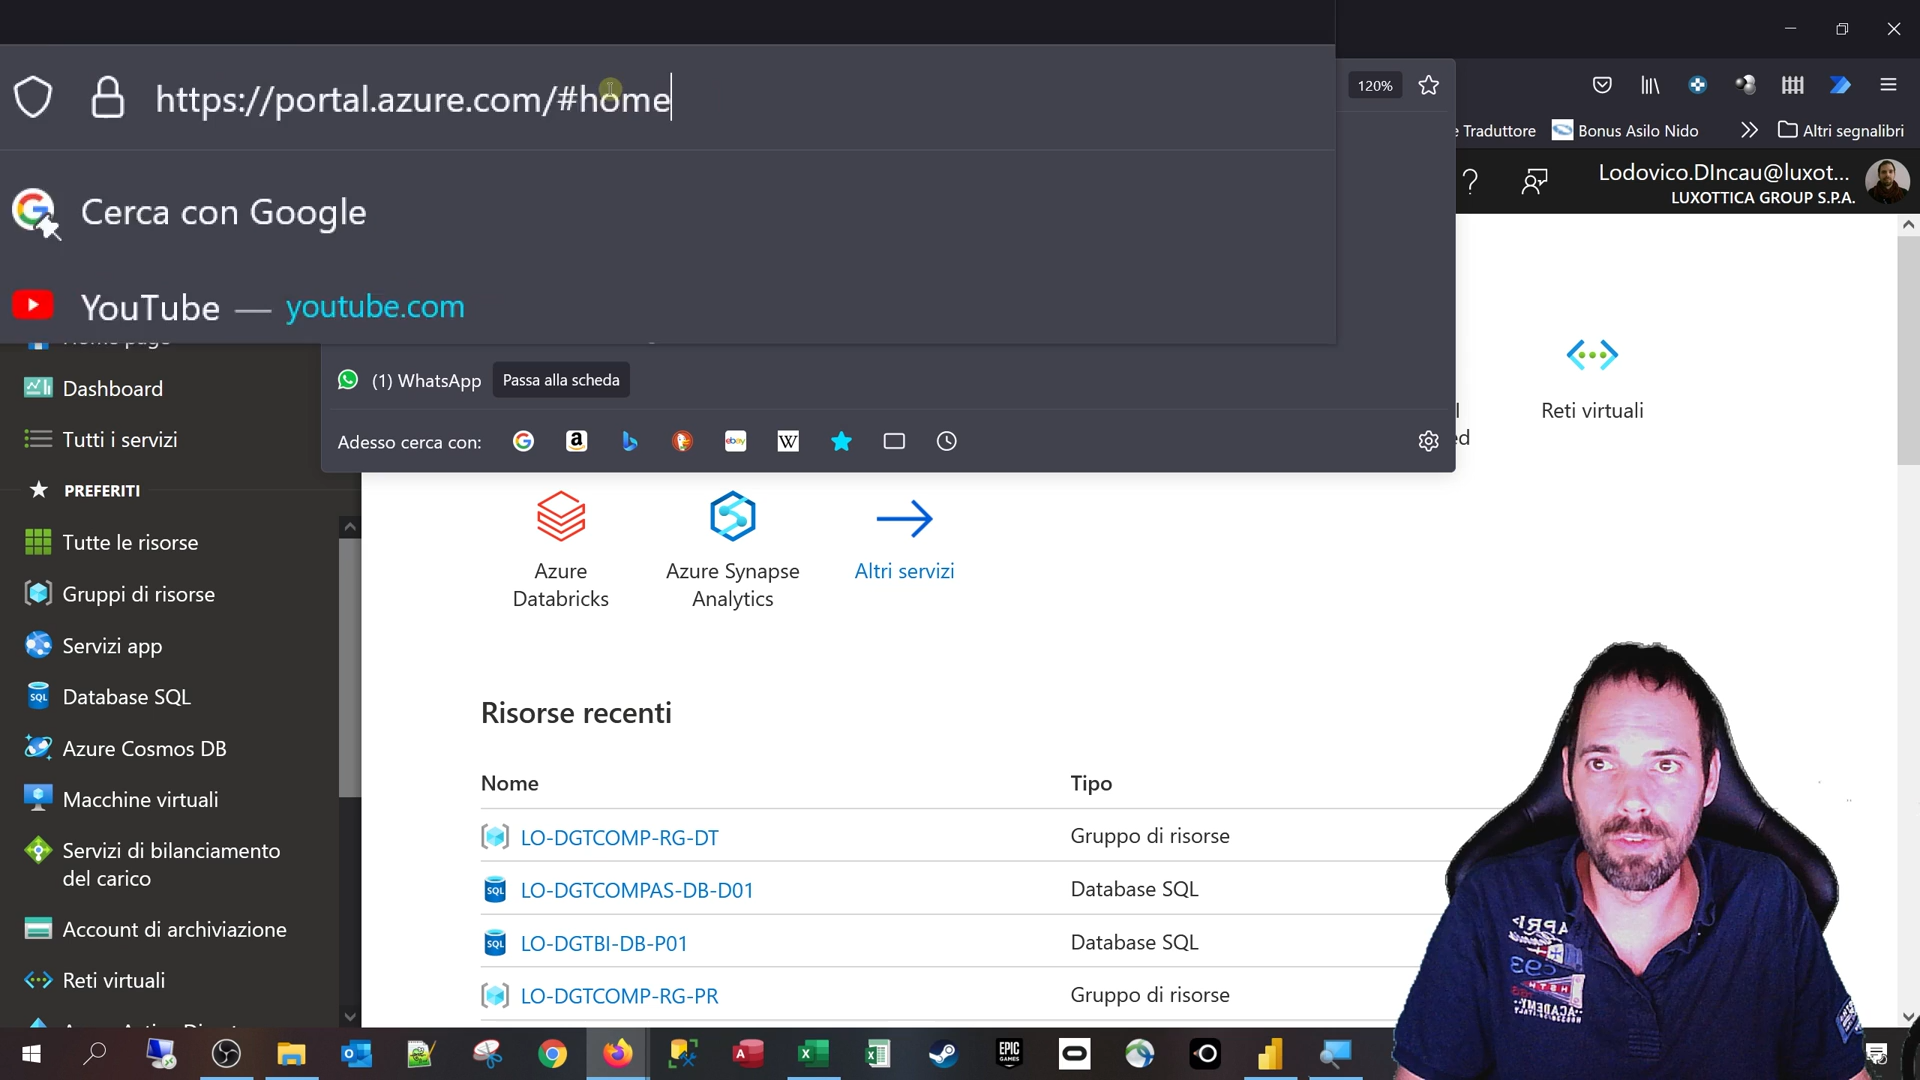 https://portal.azure.com/#home
120%
Cerca con Google
YouTube — youtube.com
Traduttore
Bonus Asilo Nido
Altri segnalibri
Lodovico.DIncau@luxot...
LUXOTTICA GROUP S.P.A.
(1) WhatsApp
Passa alla scheda
Adesso cerca con:
Dashboard
Tutti i servizi
PREFERITI
Tutte le risorse
Gruppi di risorse
Servizi app
Database SQL
Azure Cosmos DB
Macchine virtuali
Servizi di bilanciamento
del carico
Account di archiviazione
Reti virtuali
Reti virtuali
Azure
Databricks
Azure Synapse
Analytics
Altri servizi
Risorse recenti
Nome
Tipo
LO-DGTCOMP-RG-DT
Gruppo di risorse
LO-DGTCOMPAS-DB-D01
Database SQL
LO-DGTBI-DB-P01
Database SQL
LO-DGTCOMP-RG-PR
Gruppo di risorse